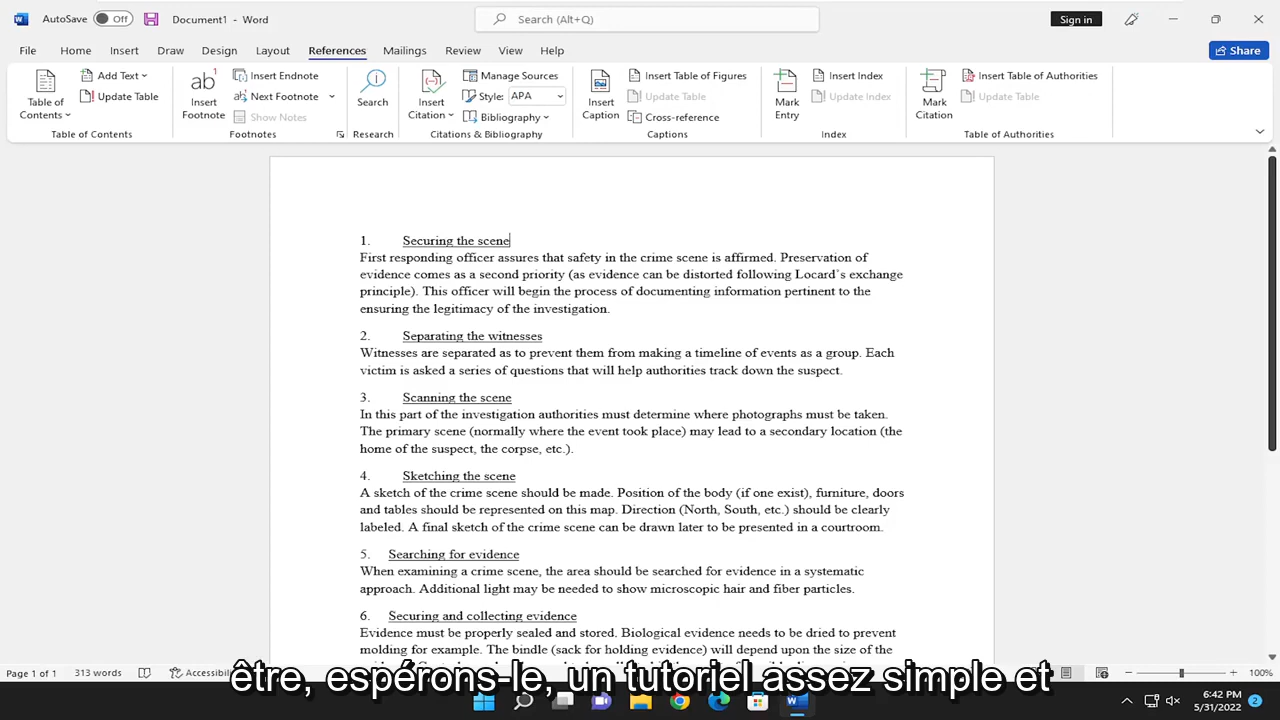 AutoSave Off Document1 - Word Search (Alt+Q) Sign in
File Home Insert Draw Design Layout References Mailings Review View Help Share
Table of Contents
Add Text
Update Table
Table of Contents
Insert Footnote
Insert Endnote
Next Footnote
Show Notes
Footnotes
Search
Research
Insert Citation
Manage Sources
Style: APA
Bibliography
Citations & Bibliography
Insert Caption
Insert Table of Figures
Update Table
Cross-reference
Captions
Mark Entry
Insert Index
Update Index
Index
Mark Citation
Insert Table of Authorities
Update Table
Table of Authorities
1. Securing the scene
First responding officer assures that safety in the crime scene is affirmed. Preservation of
evidence comes as a second priority (as evidence can be distorted following Locard's exchange
principle). This officer will begin the process of documenting information pertinent to the
ensuring the legitimacy of the investigation.
2. Separating the witnesses
Witnesses are separated as to prevent them from making a timeline of events as a group. Each
victim is asked a series of questions that will help authorities track down the suspect.
3. Scanning the scene
In this part of the investigation authorities must determine where photographs must be taken.
The primary scene (normally where the event took place) may lead to a secondary location (the
home of the suspect, the corpse, etc.).
4. Sketching the scene
A sketch of the crime scene should be made. Position of the body (if one exist), furniture, doors
and tables should be represented on this map. Direction (North, South, etc.) should be clearly
labeled. A final sketch of the crime scene can be drawn later to be presented in a courtroom.
5. Searching for evidence
When examining a crime scene, the area should be searched for evidence in a systematic
approach. Additional light may be needed to show microscopic hair and fiber particles.
6. Securing and collecting evidence
Evidence must be properly sealed and stored. Biological evidence needs to be dried to prevent
molding for example. The bindle (sack for holding evidence) will depend upon the size of the
Page 1 of 1 313 words 100%
être, espérons-le, un tutoriel assez simple et
6:42 PM
5/31/2022
2